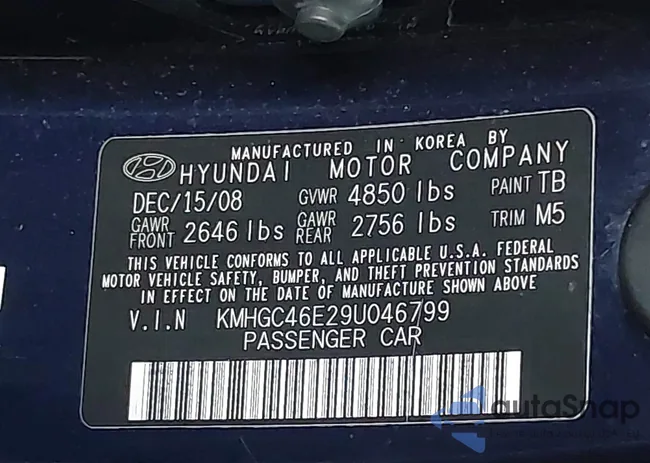 MANUFACTURED IN KOREA BY
HYUNDAI MOTOR COMPANY
DEC/15/08 GVWR 4850 lbs PAINT TB
GAWR FRONT 2646 lbs GAWR REAR 2756 lbs TRIM M5
THIS VEHICLE CONFORMS TO ALL APPLICABLE U.S.A. FEDERAL
MOTOR VEHICLE SAFETY, BUMPER, AND THEFT PREVENTION STANDARDS
IN EFFECT ON THE DATE OF MANUFACTURE SHOWN ABOVE
V.I.N KMHGC46E29U046799
PASSENGER CAR
autoSnap